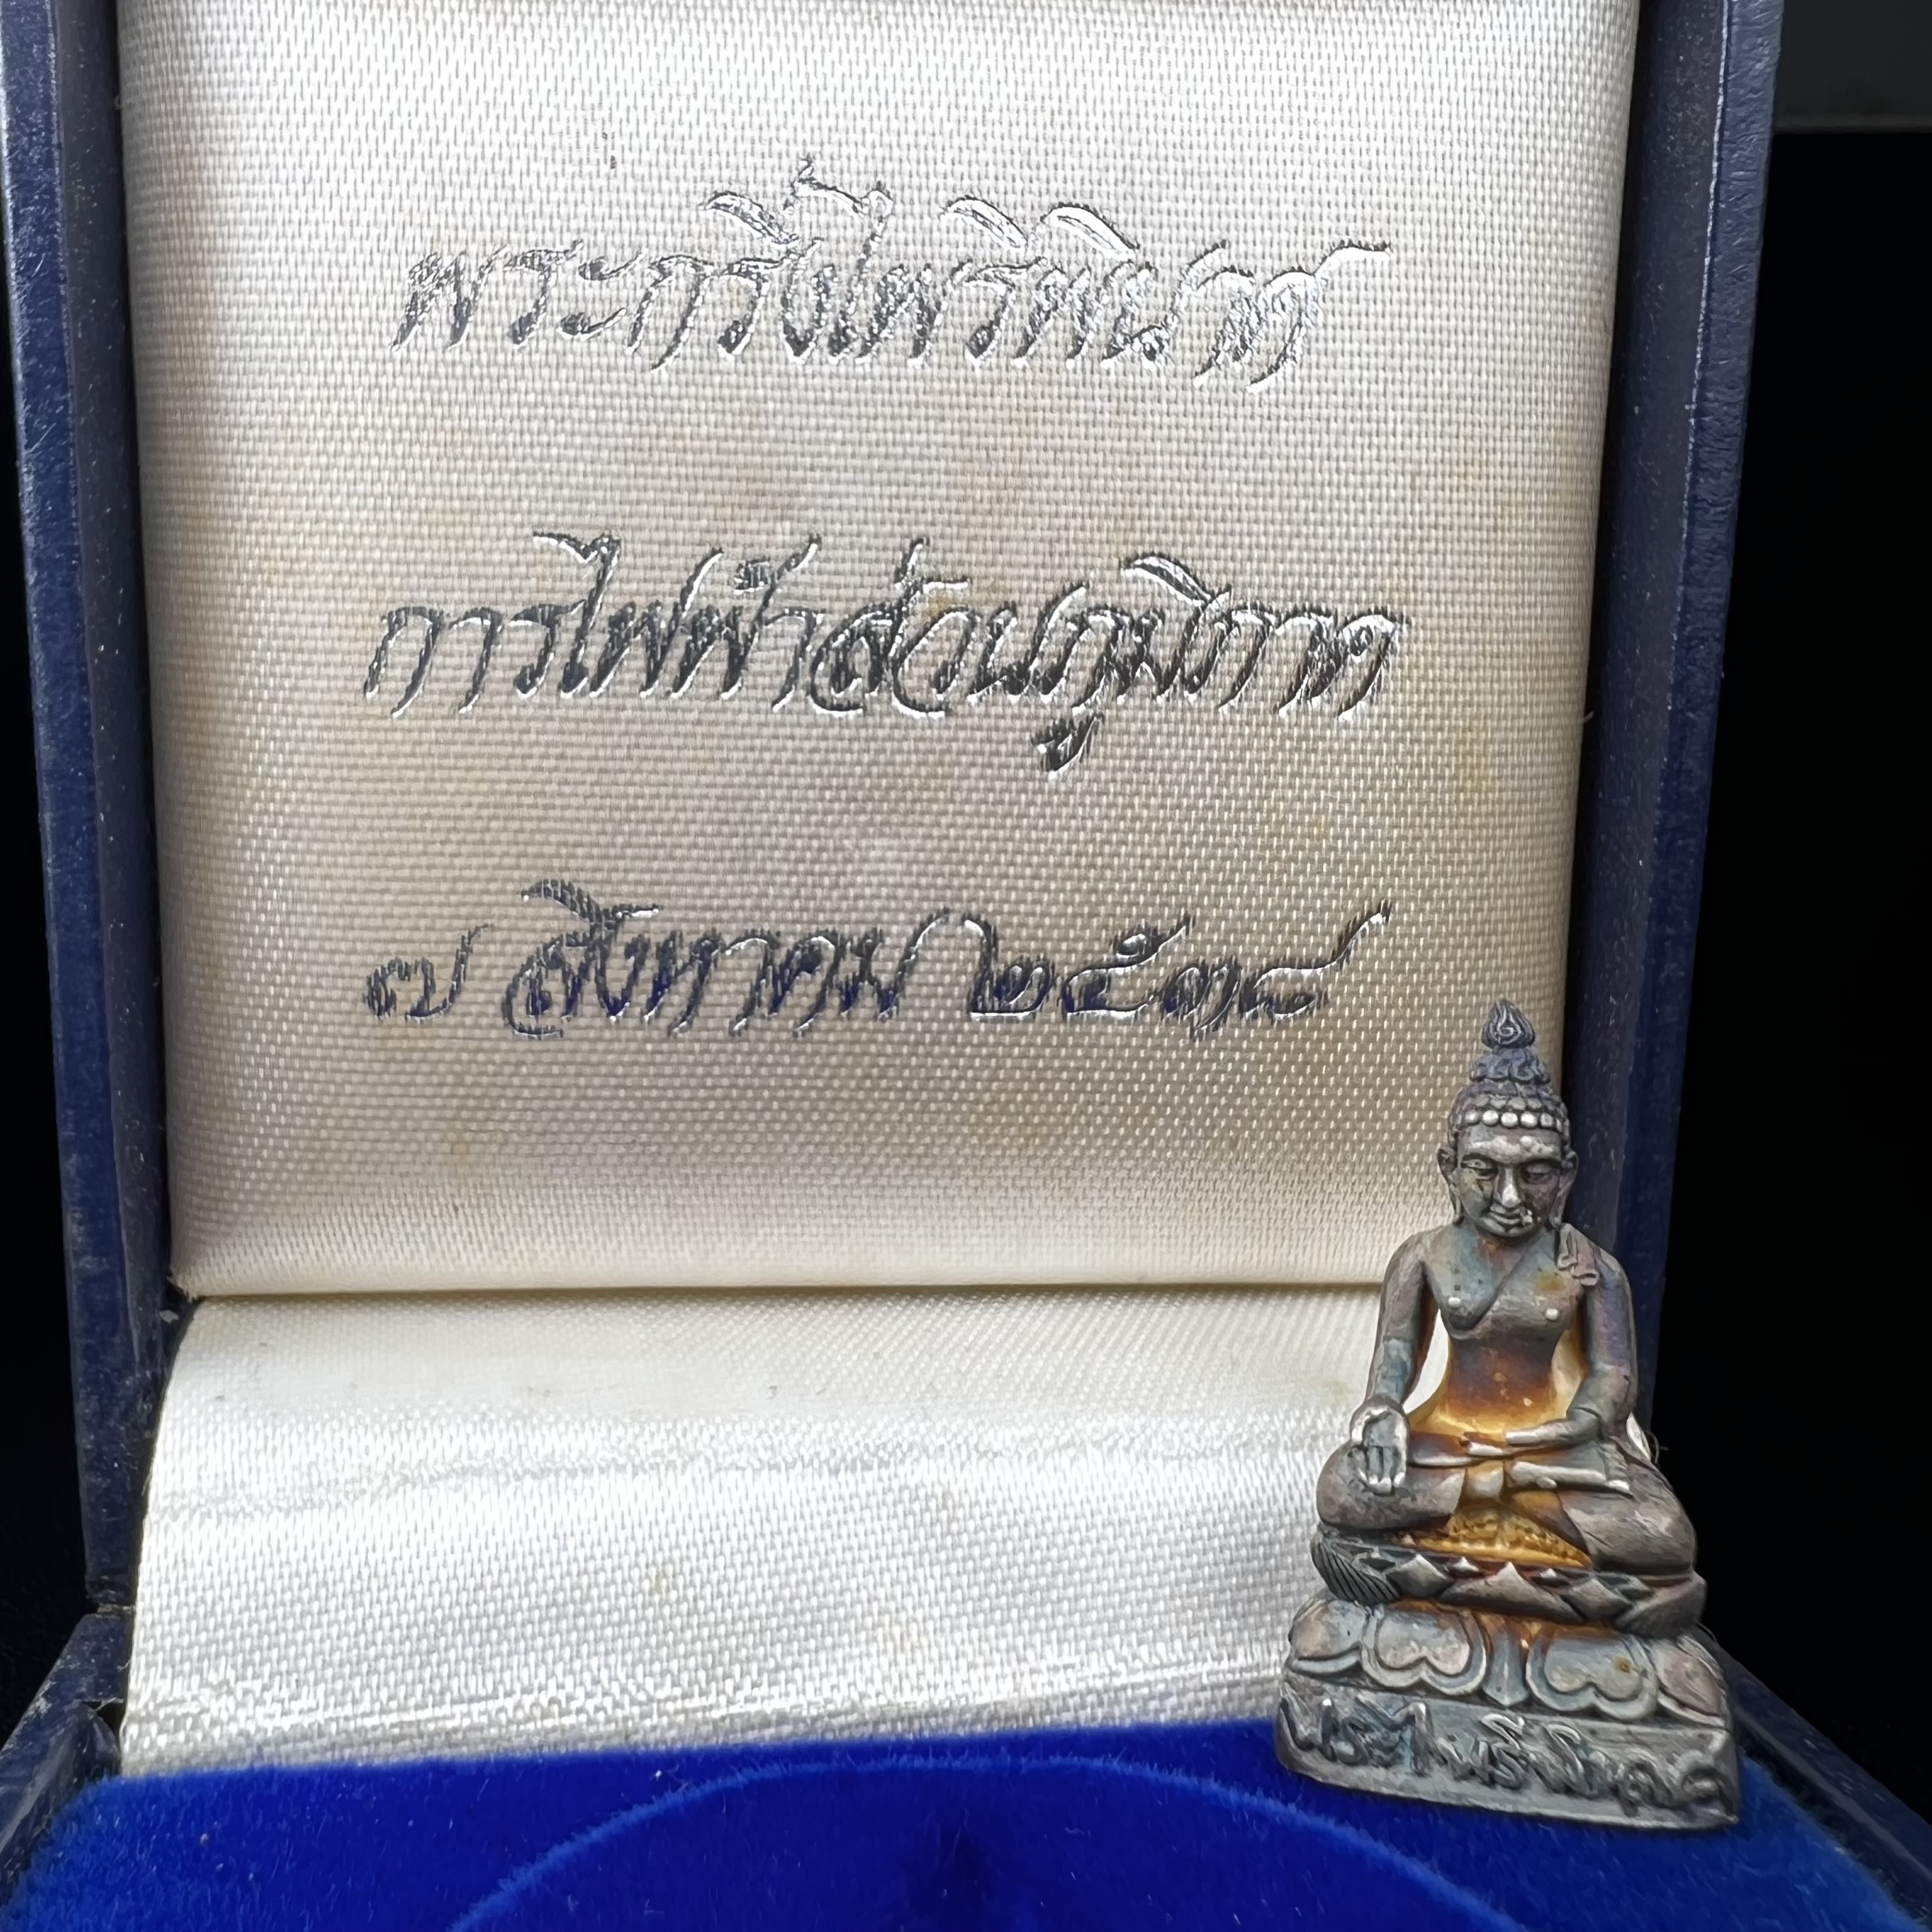 พระกริ่งไพรีพินาศ
การไฟฟ้าส่วนภูมิภาค
๗ สิงหาคม ๒๕๓๘
พระไพรีพินาศ